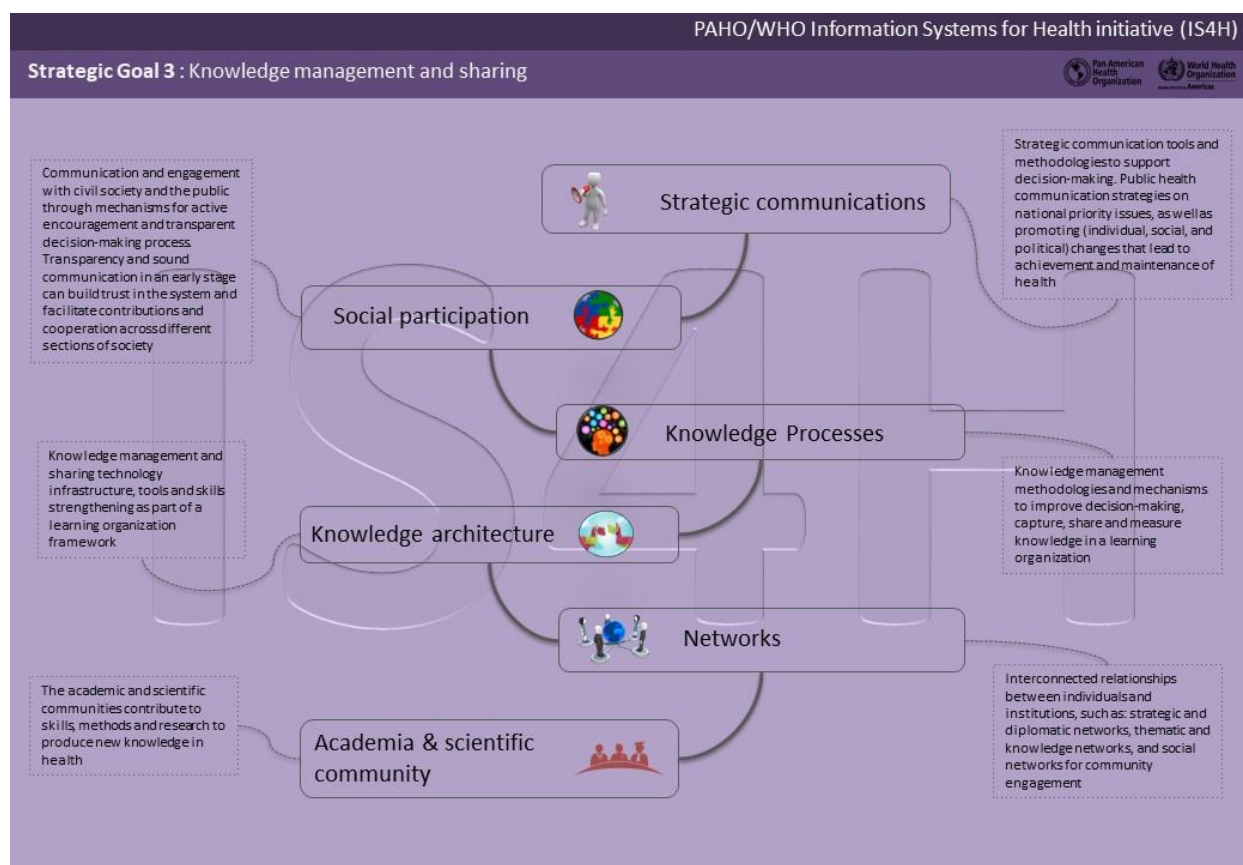 PAHO/WHO Information Systems for Health initiative (IS4H)
Strategic Goal 3 : Knowledge management and sharing
Pan American
Health
Organization
World Health
Organization
Americas
Strategic communications
Strategic communication tools and
methodologies to support
decision-making. Public health
communication strategies on
national priority issues, as well as
promoting (individual, social, and
political) changes that lead to
achievement and maintenance of
health
Communication and engagement
with civil society and the public
through mechanisms for active
encouragement and transparent
decision-making process.
Transparency and sound
communication in an early stage
can build trust in the system and
facilitate contributions and
cooperation across different
sections of society
Social participation
Knowledge Processes
Knowledge management
methodologies and mechanisms
to improve decision-making,
capture, share and measure
knowledge in a learning
organization
Knowledge management and
sharing technology
infrastructure, tools and skills
strengthening as part of a
learning organization
framework
Knowledge architecture
Networks
Interconnected relationships
between individuals and
institutions, such as: strategic and
diplomatic networks, thematic and
knowledge networks, and social
networks for community
engagement
The academic and scientific
communities contribute to
skills, methods and research to
produce new knowledge in
health
Academia & scientific
community
IS4H